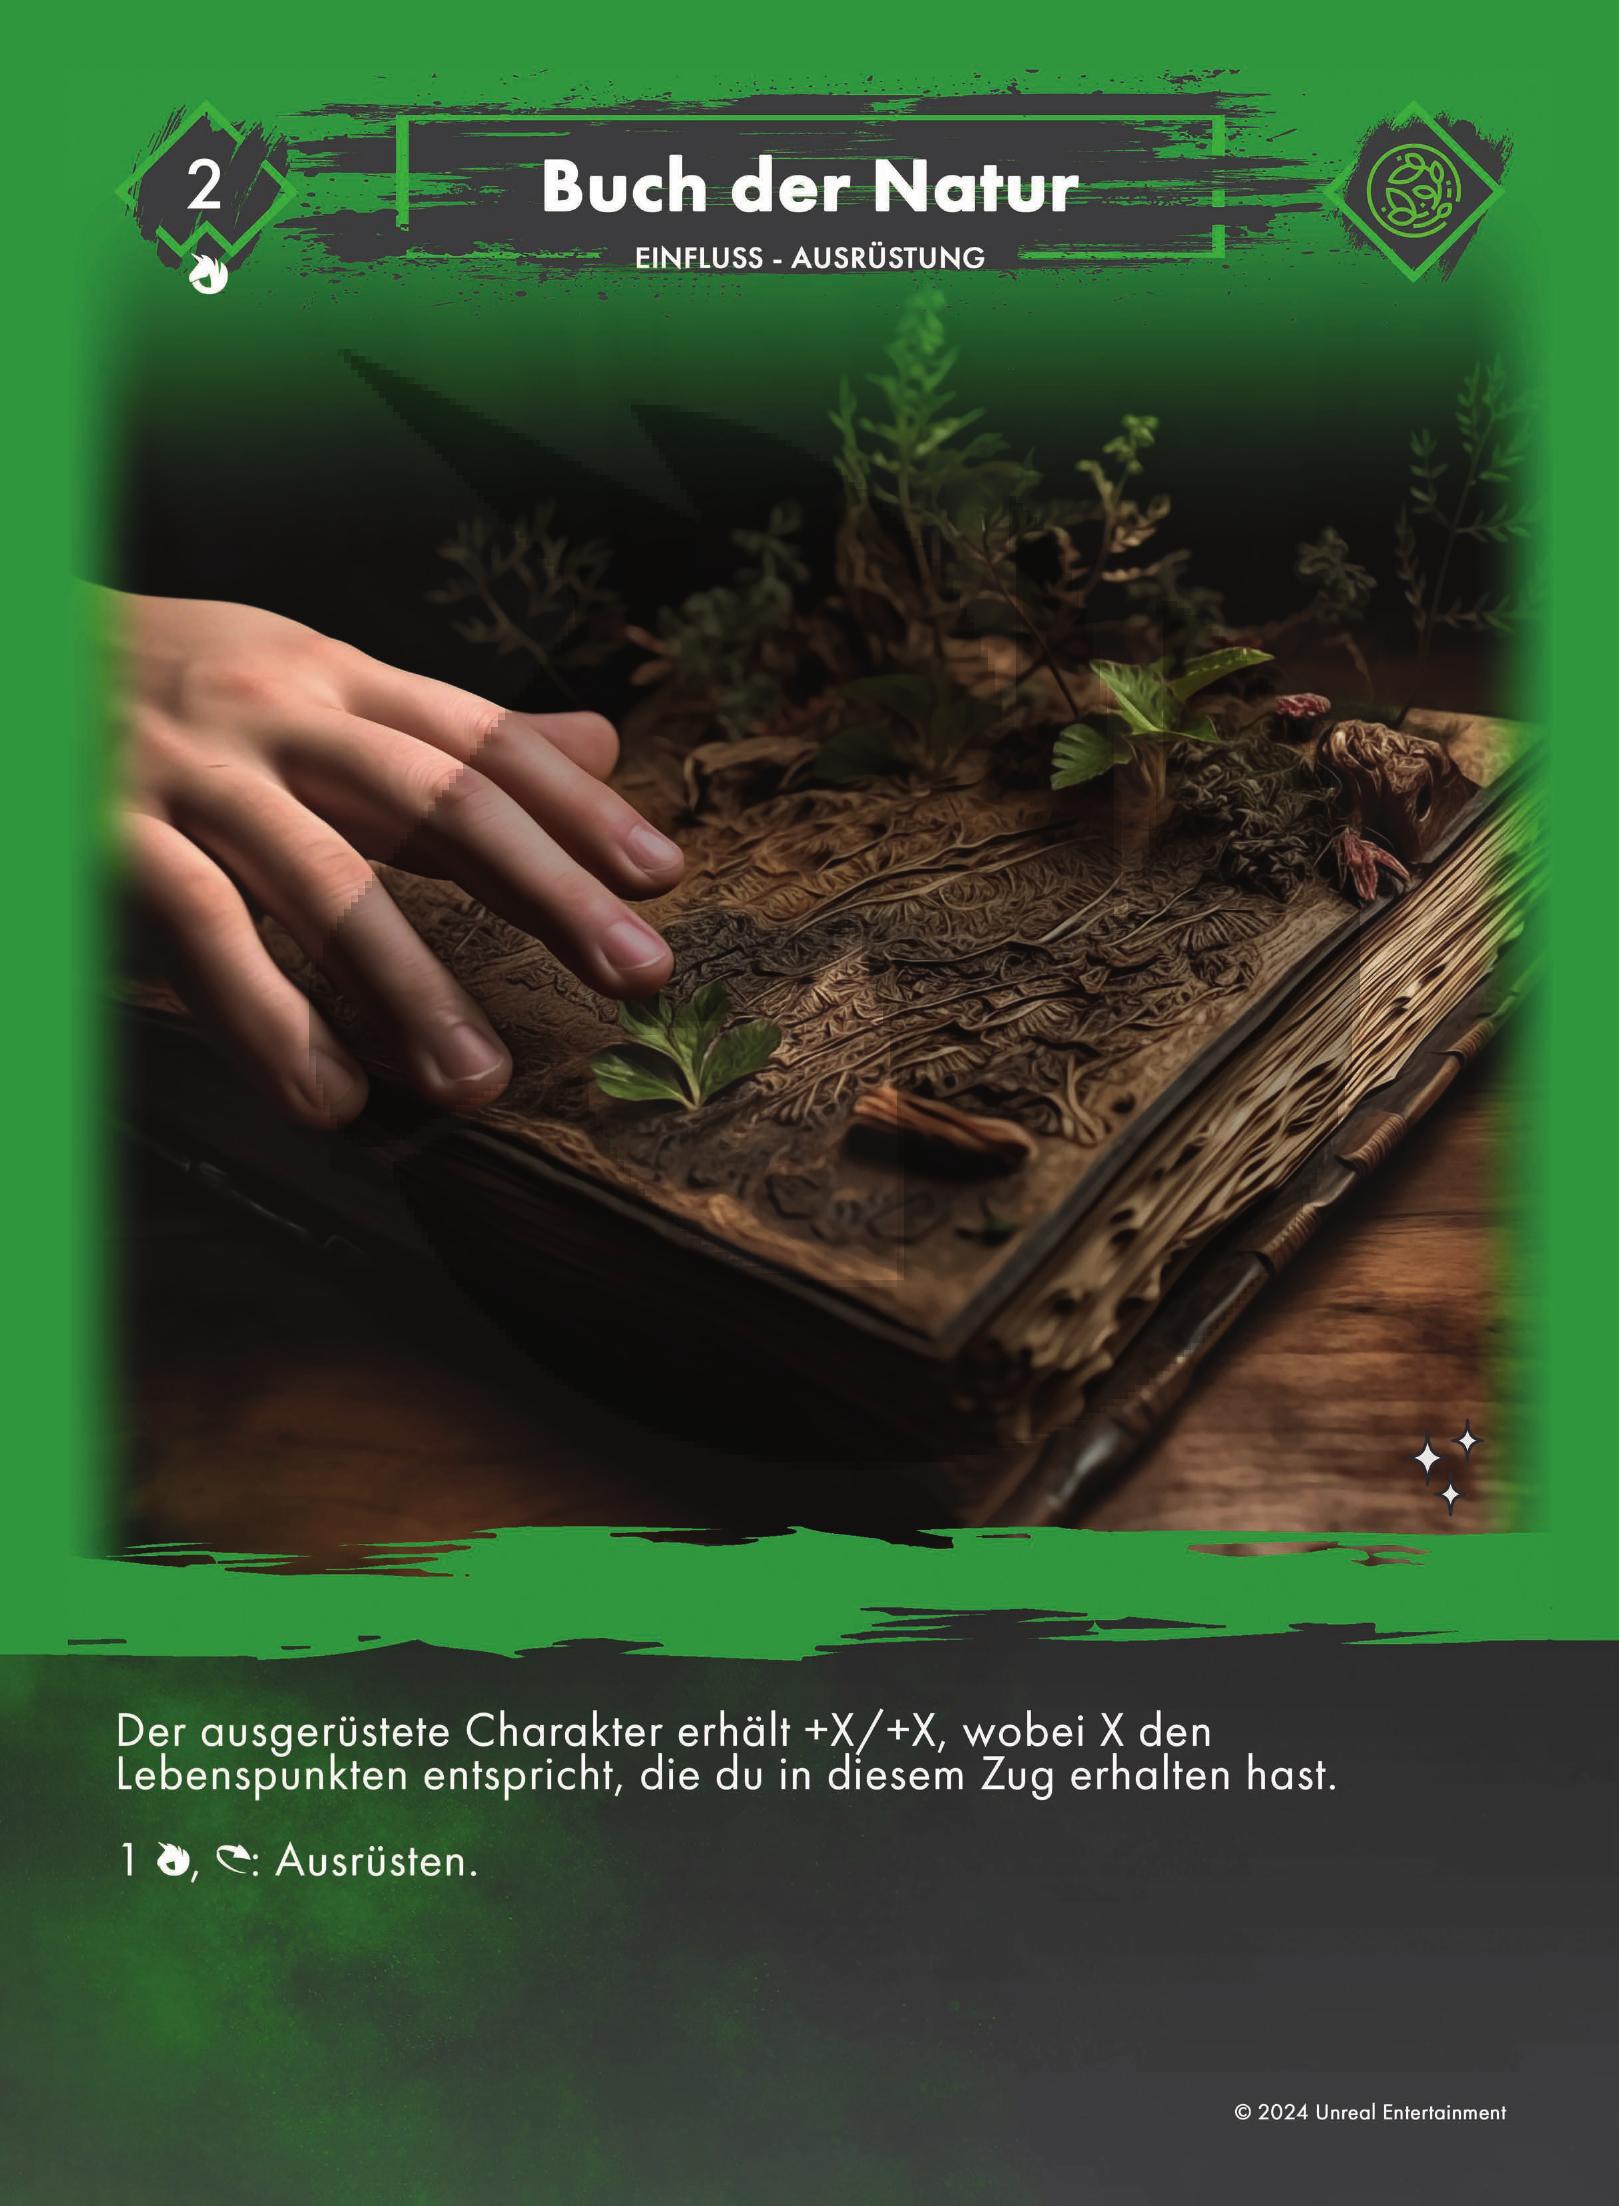 2
Buch der Natur
EINFLUSS - AUSRÜSTUNG
Der ausgerüstete Charakter erhält +X/+X, wobei X den
Lebenspunkten entspricht, die du in diesem Zug erhalten hast.
1 , : Ausrüsten.
© 2024 Unreal Entertainment